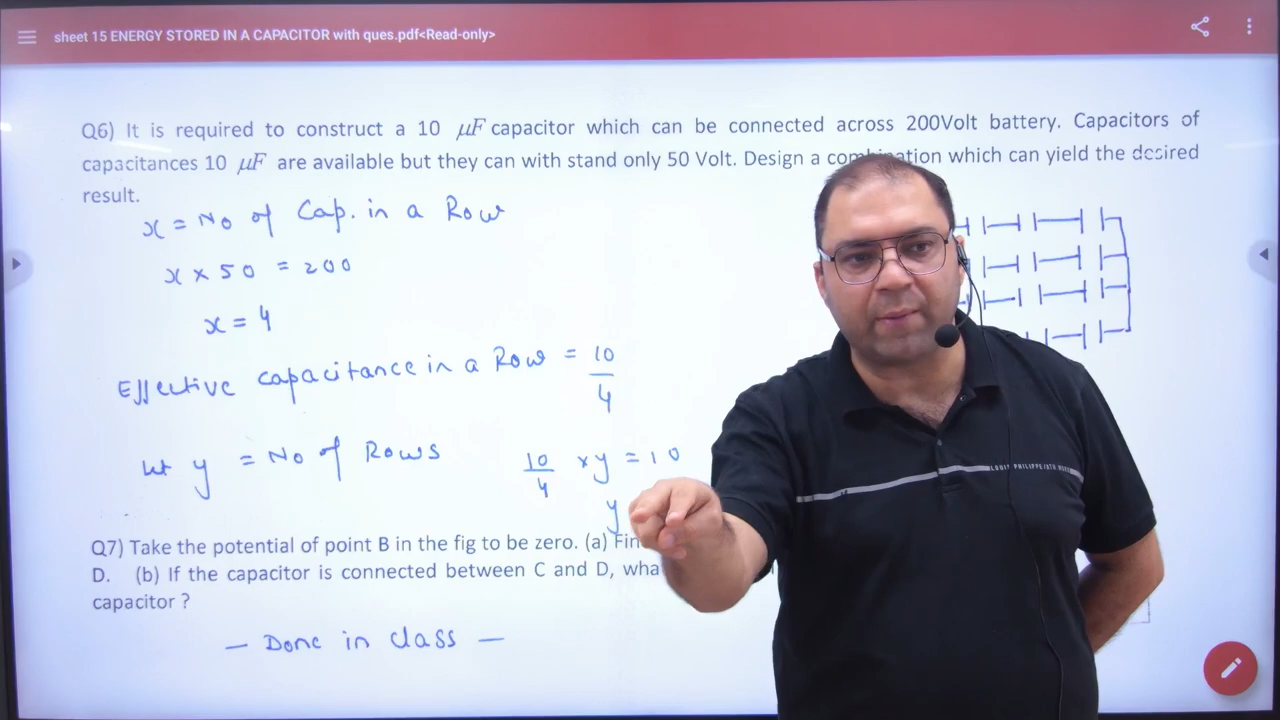 sheet 15 ENERGY STORED IN A CAPACITOR with ques.pdf<Read-only>
Q6) It is required to construct a 10 μF capacitor which can be connected across 200Volt battery. Capacitors of
capacitances 10 μF are available but they can with stand only 50 Volt. Design a which can yield the desired
result.
x = No of Cap. in a Row
x × 50 = 200
x = 4
Effective capacitance in a Row = 10/4
let y = No of Rows 10/4 × y = 10
y
LOUIS PHILIPPE
Q7) Take the potential of point B in the fig to be zero. (a)
D. (b) If the capacitor is connected between C and D,
capacitor ?
— Done in class —